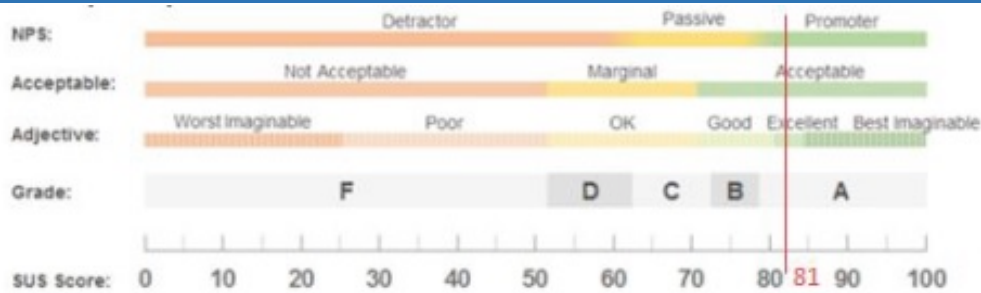 Detractor Passive Promoter
NPS:
Not Acceptable Marginal Acceptable
Acceptable:
Worst Imaginable Poor OK Good Excellent Best Imaginable
Adjective:
Grade: F D C B A
SUS Score: 0 10 20 30 40 50 60 70 80 81 90 100